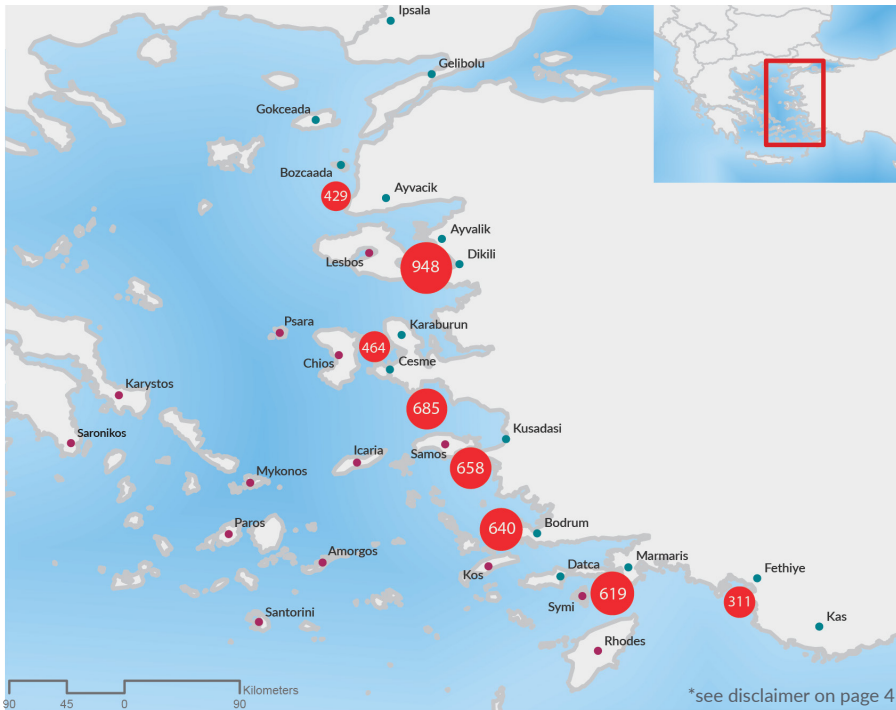 Ipsala
Gelibolu
Gokceada
Bozcaada
429
Ayvacik
Ayvalik
Lesbos
948
Dikili
Psara
Karaburun
464
Chios
Cesme
Karystos
685
Saronikos
Kusadasi
Samos
Icaria
658
Mykonos
Paros
640
Bodrum
Amorgos
Kos
Datca
Marmaris
Fethiye
Symi
619
311
Santorini
Kas
Rhodes
Kilometers
90 45 0 90
*see disclaimer on page 4